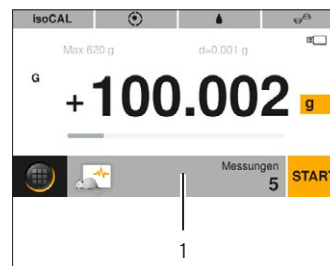 isoCAL
Max 620 g d=0.001 g
G
+100.002 g
Messungen
5
START
1